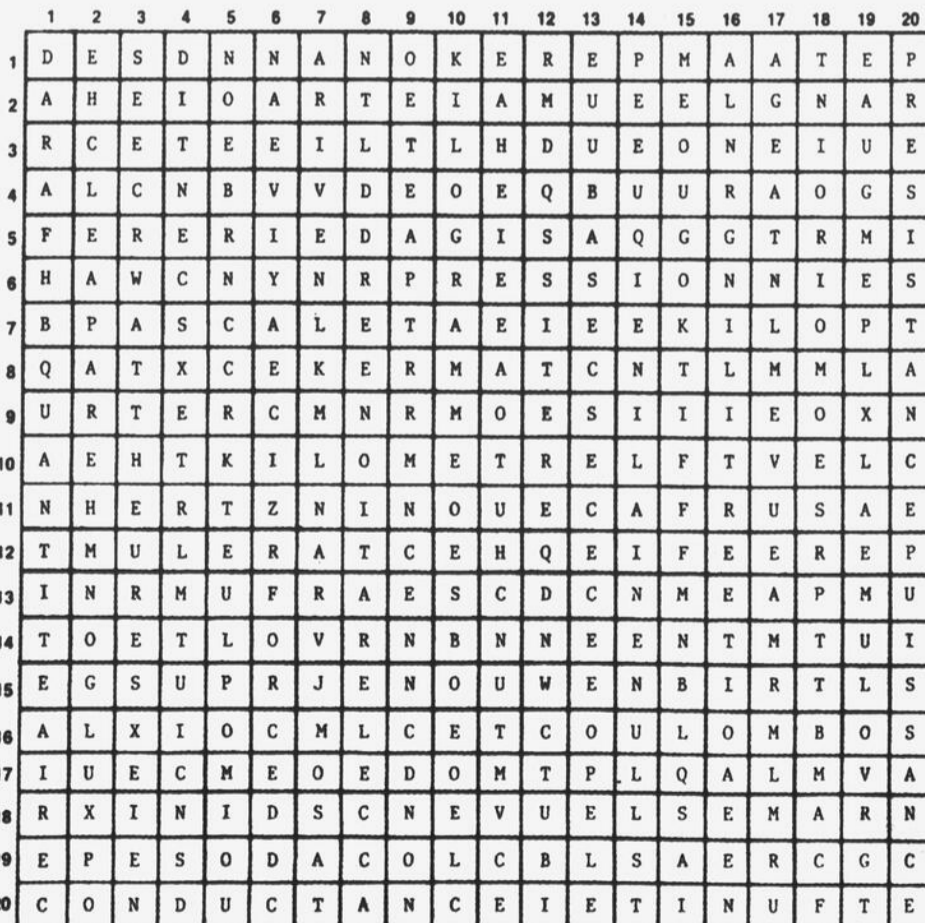 1 2 3 4 5 6 7 8 9 10 11 12 13 14 15 16 17 18 19 20
1 D E S D N N A N O K E R E P M A A T E P
2 A H E I O A R T E I A M U E E L G N A R
3 R C E T E E I L T L H D U E O N E I U E
4 A L C N B V V D E O E Q B U U R A O G S
5 F E R E R I E D A G I S A Q G G T R M I
6 H A W C N Y N R P R E S S I O N N I E S
7 B P A S C A L E T A E I E E K I L O P T
8 Q A T X C E K E R M A T C N T L M M L A
9 U R T E R C M N R M O E S I I I E O X N
10 A E H T K I L O M E T R E L F T V E L C
11 N H E R T Z N I N O U E C A F R U S A E
12 T M U L E R A T C E H Q E I F E E R E P
13 I N R M U F R A E S C D C N M E A P M U
14 T O E T L O V R N B N N E E N T M T U I
15 E G S U P R J E N O U W E N B I R T L S
16 A L X I O C M L C E T C O U L O M B O S
17 I U E C M E O E D O M T P L Q A L M V A
18 R X I N I D S C N E V U E L S E M A R N
19 E P E S O D A C O L C B L S A E R C G C
20 C O N D U C T A N C E I E T I N U F T E